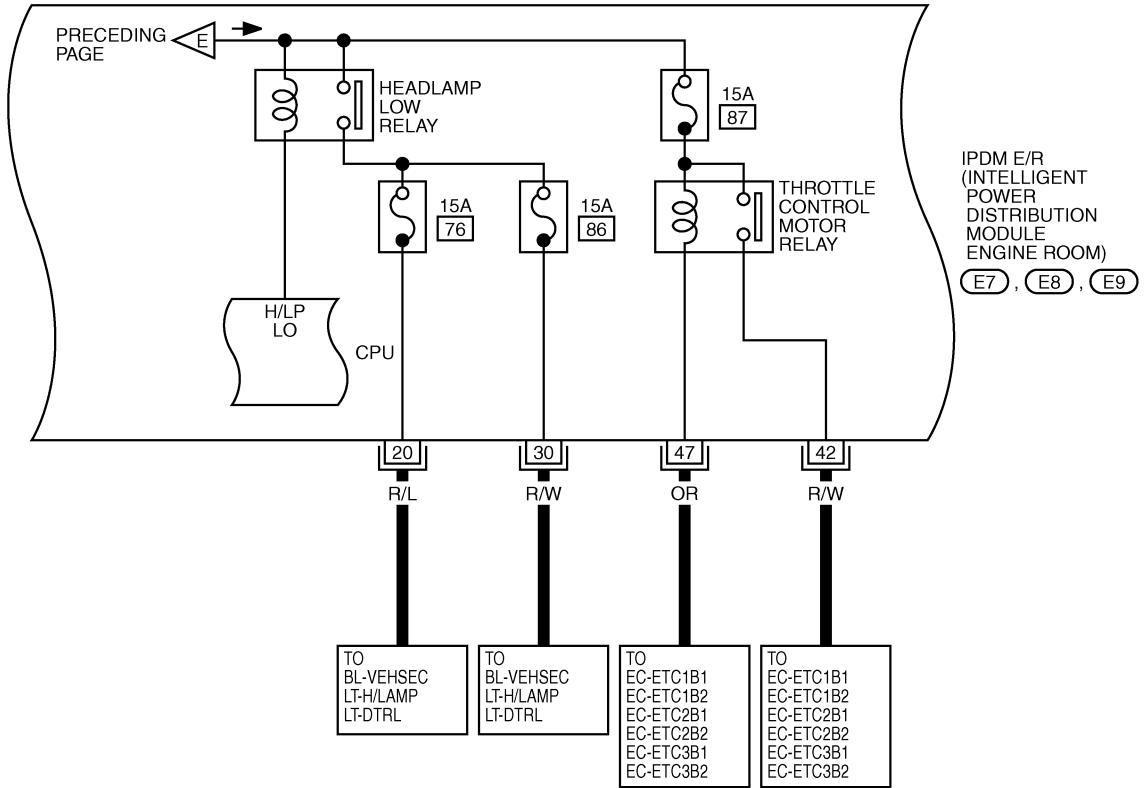 PRECEDING
PAGE
E
HEADLAMP
LOW
RELAY
15A
87
15A
76
15A
86
THROTTLE
CONTROL
MOTOR
RELAY
IPDM E/R
(INTELLIGENT
POWER
DISTRIBUTION
MODULE
ENGINE ROOM)
E7 , E8 , E9
H/LP
LO
CPU
20
30
47
42
R/L
R/W
OR
R/W
TO
BL-VEHSEC
LT-H/LAMP
LT-DTRL
TO
BL-VEHSEC
LT-H/LAMP
LT-DTRL
TO
EC-ETC1B1
EC-ETC1B2
EC-ETC2B1
EC-ETC2B2
EC-ETC3B1
EC-ETC3B2
TO
EC-ETC1B1
EC-ETC1B2
EC-ETC2B1
EC-ETC2B2
EC-ETC3B1
EC-ETC3B2